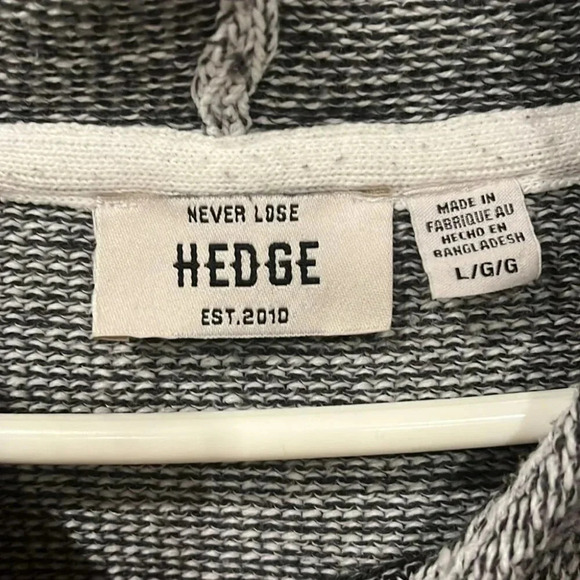 NEVER LOSE
HEDGE
EST.2010
MADE IN
FABRIQUE AU
HECHO EN
BANGLADESH
L/G/G